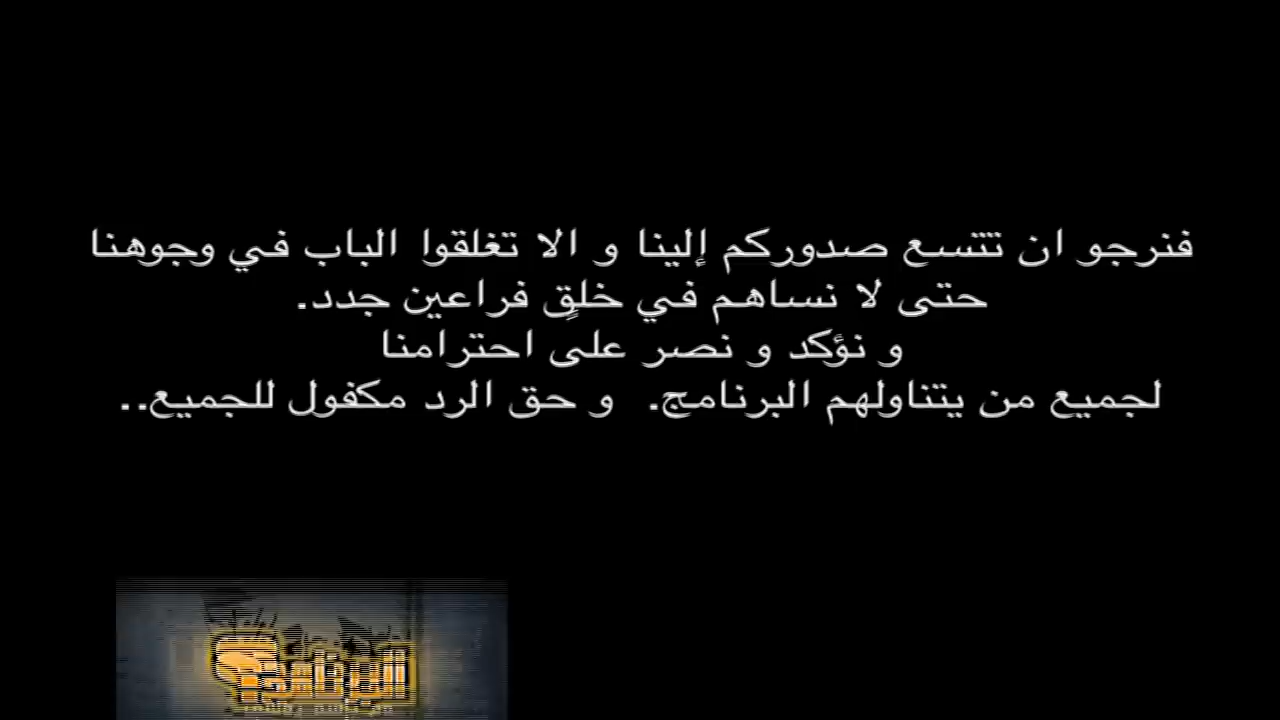 فنرجو ان تتسع صدوركم إلينا و الا تغلقوا الباب في وجوهنا
حتى لا نساهم في خلقٍ فراعين جدد.
و نؤكد و نصر على احترامنا
لجميع من يتناولهم البرنامج. و حق الرد مكفول للجميع..
البرنامج؟